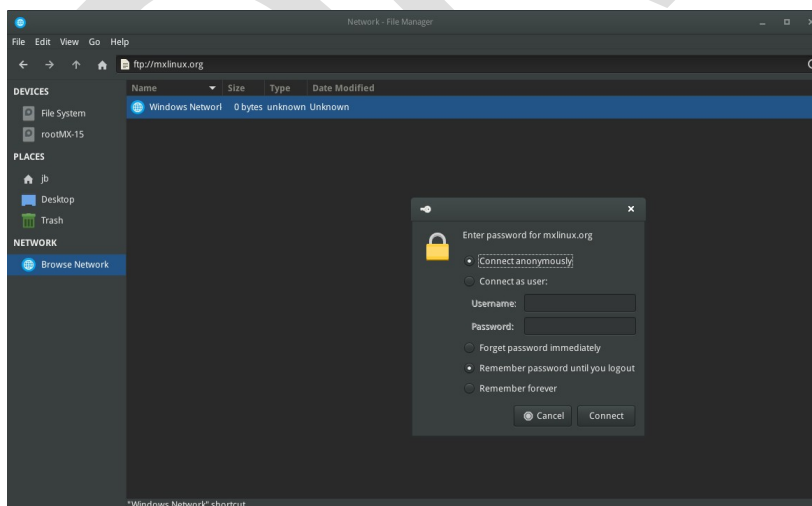 Network - File Manager
File Edit View Go Help
ftp://mxlinux.org
DEVICES
File System
rootMX-15
PLACES
jb
Desktop
Trash
NETWORK
Browse Network
Name Size Type Date Modified
Windows Networl 0 bytes unknown Unknown
Enter password for mxlinux.org
Connect anonymously
Connect as user:
Username:
Password:
Forget password immediately
Remember password until you logout
Remember forever
Cancel Connect
"Windows Network" shortcut